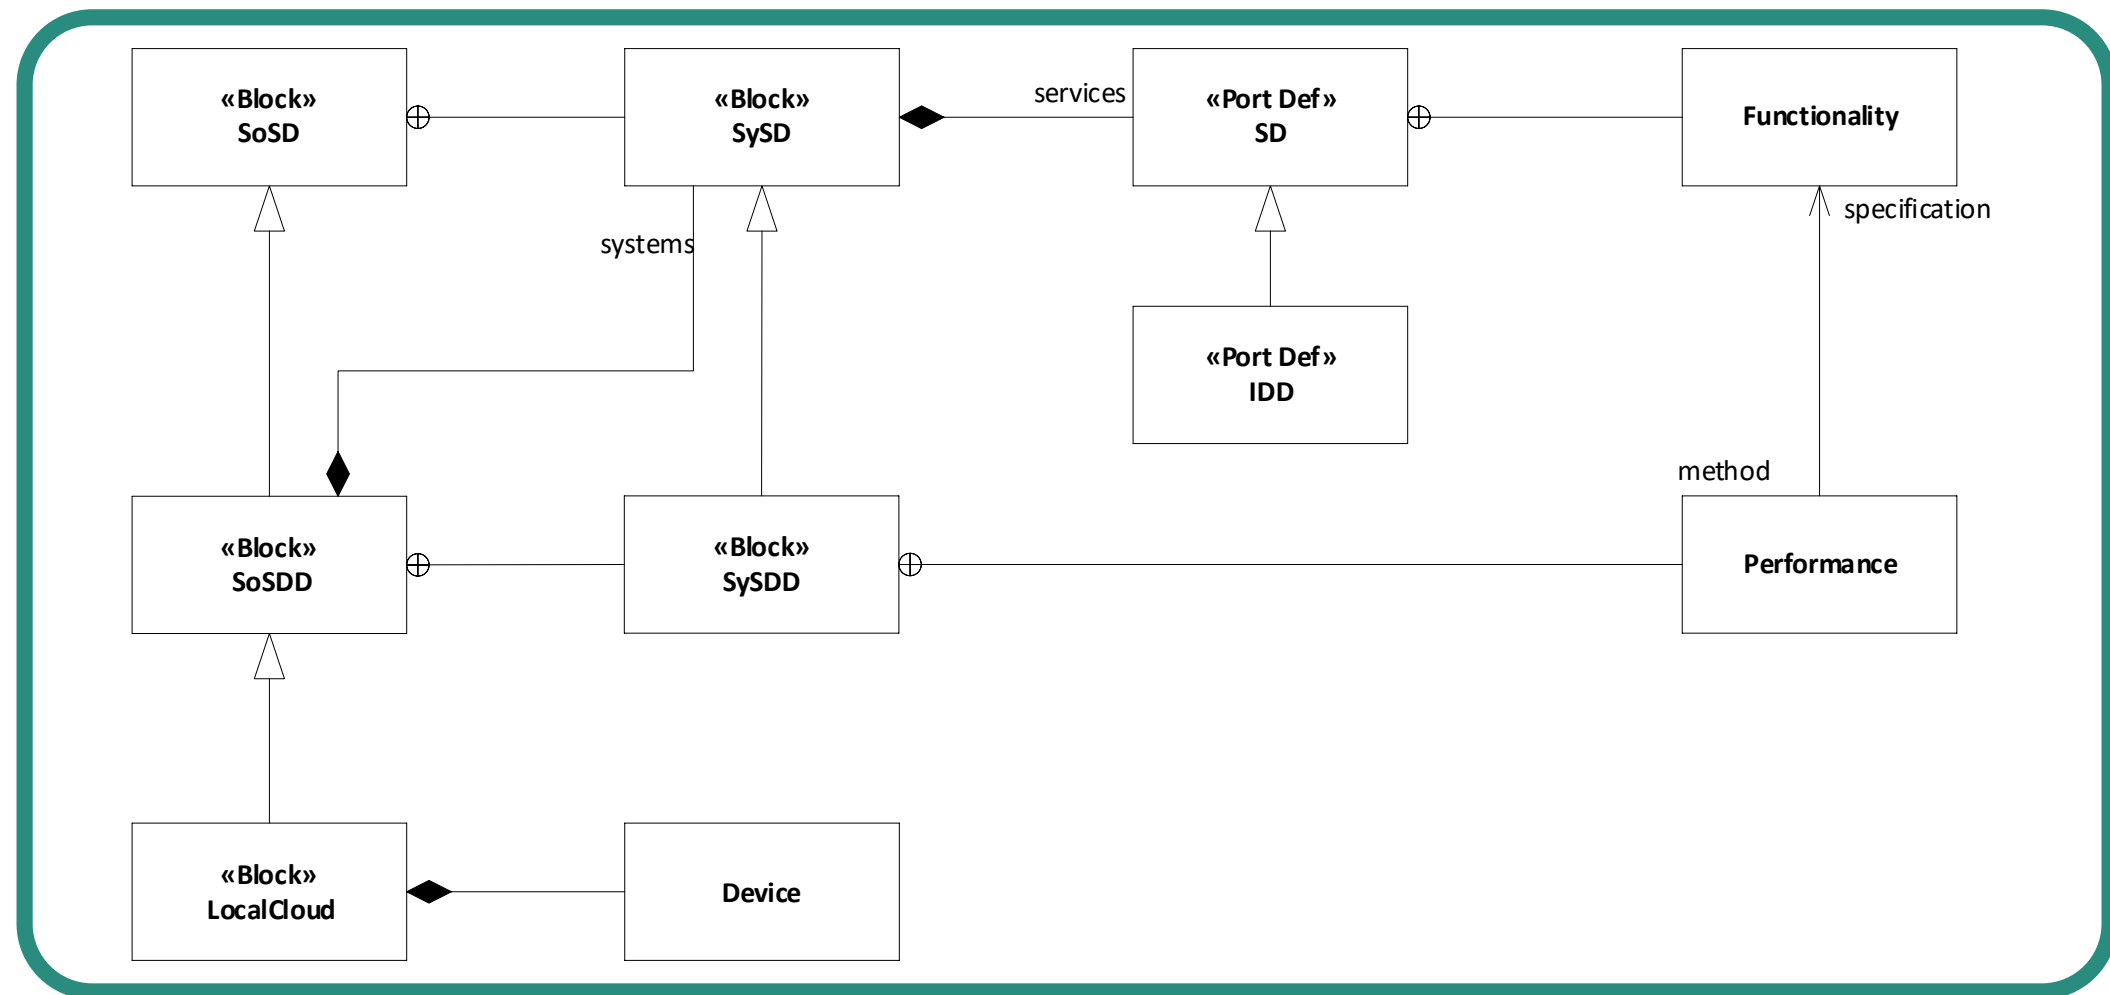 «Block»
SoSD
«Block»
SySD
services
«Port Def»
SD
Functionality
specification
systems
«Port Def»
IDD
method
«Block»
SoSDD
«Block»
SySDD
Performance
«Block»
LocalCloud
Device